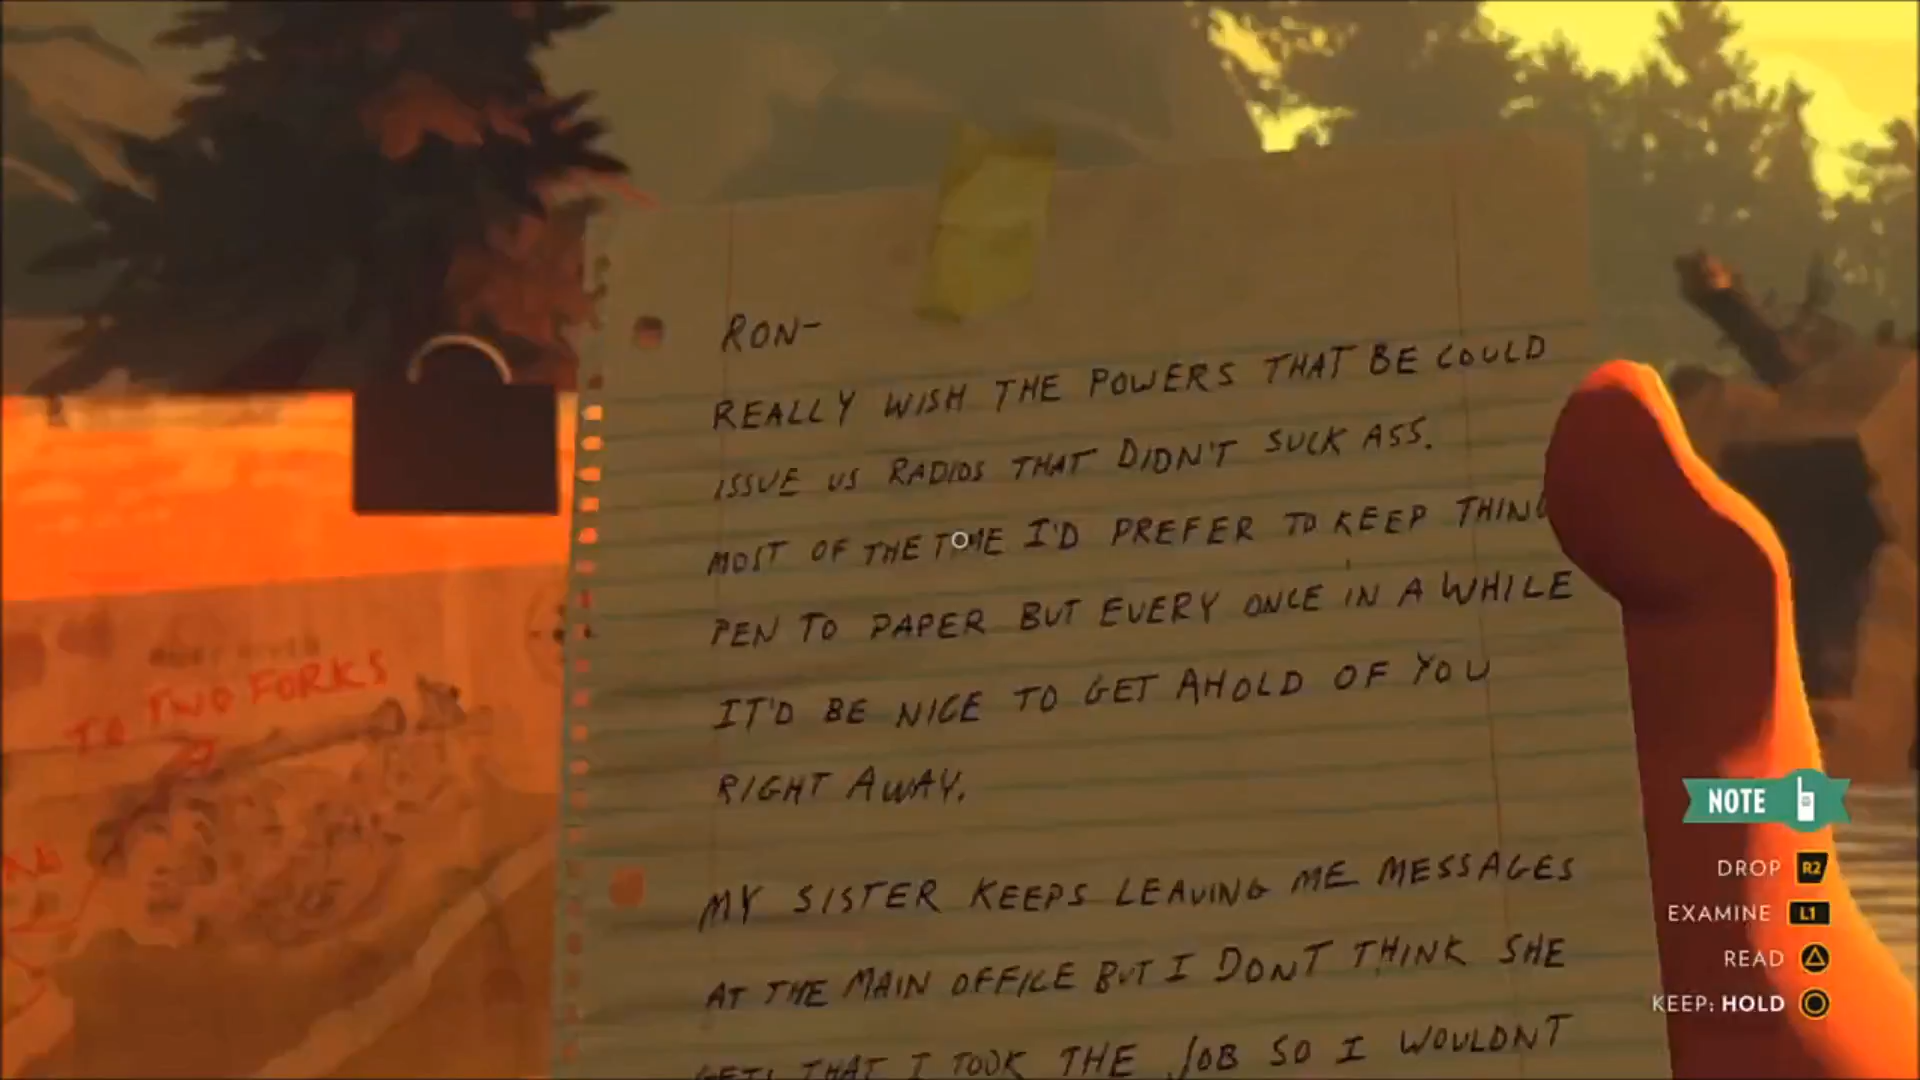 RON-
REALLY WISH THE POWERS THAT BE COULD
ISSUE US RADIOS THAT DIDN'T SUCK ASS.
MOST OF THE TIME I'D PREFER TO KEEP THING
PEN TO PAPER BUT EVERY ONCE IN A WHILE
IT'D BE NICE TO GET AHOLD OF YOU
RIGHT AWAY.
MY SISTER KEEPS LEAVING ME MESSAGES
AT THE MAIN OFFICE BUT I DONT THINK SHE
GETS THAT I TOOK THE JOB SO I WOULDNT
TO TWO FORKS
NOTE
DROP R2
EXAMINE L1
READ
KEEP: HOLD